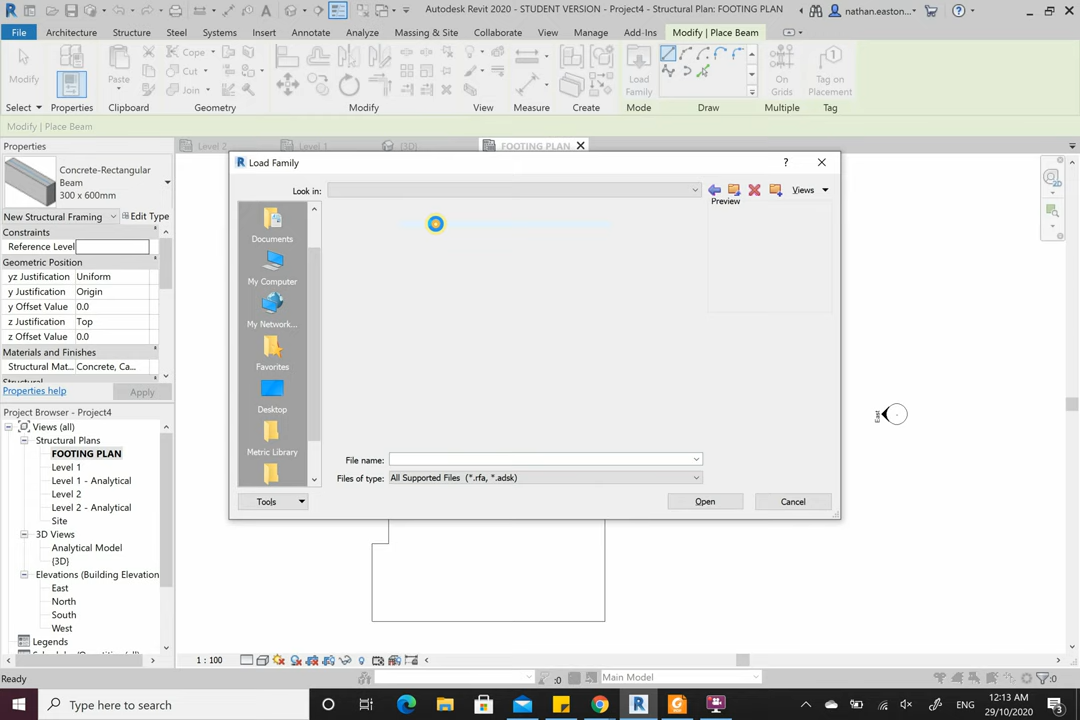 Autodesk Revit 2020 - STUDENT VERSION - Project4 - Structural Plan: FOOTING PLAN
nathan.easton...
File Architecture Structure Steel Systems Insert Annotate Analyze Massing & Site Collaborate View Manage Add-Ins Modify | Place Beam
Modify
Paste
Cope
Cut
Join
Load
Family
On
Grids
Tag on
Placement
Select Properties Clipboard Geometry Modify View Measure Create Mode Draw Multiple Tag
Modify | Place Beam
Properties
Level 2
Level 1
{3D}
FOOTING PLAN
Concrete-Rectangular
Beam
300 x 600mm
New Structural Framing
Edit Type
Constraints
Reference Level
Geometric Position
yz Justification Uniform
y Justification Origin
y Offset Value 0.0
z Justification Top
z Offset Value 0.0
Materials and Finishes
Structural Mat... Concrete, Ca...
Structural
Properties help
Apply
Project Browser - Project4
Views (all)
Structural Plans
FOOTING PLAN
Level 1
Level 1 - Analytical
Level 2
Level 2 - Analytical
Site
3D Views
Analytical Model
{3D}
Elevations (Building Elevation
East
North
South
West
Legends
Load Family
?
Look in:
Views
Preview
Documents
My Computer
My Network...
Favorites
Desktop
Metric Library
File name:
Files of type: All Supported Files (*.rfa, *.adsk)
Tools
Open
Cancel
East
2D
1 : 100
Ready
:0
Main Model
:0
Type here to search
ENG
12:13 AM
29/10/2020
3